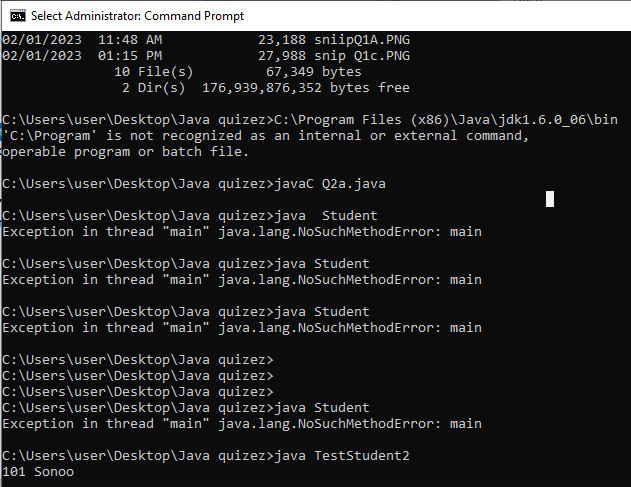 Select Administrator: Command Prompt
02/01/2023  11:48 AM            23,188 sniipQ1A.PNG
02/01/2023  01:15 PM            27,988 snip Q1c.PNG
              10 File(s)         67,349 bytes
               2 Dir(s)  176,939,876,352 bytes free
C:\Users\user\Desktop\Java quizez>C:\Program Files (x86)\Java\jdk1.6.0_06\bin
'C:\Program' is not recognized as an internal or external command,
operable program or batch file.
C:\Users\user\Desktop\Java quizez>javaC Q2a.java
C:\Users\user\Desktop\Java quizez>java  Student
Exception in thread "main" java.lang.NoSuchMethodError: main
C:\Users\user\Desktop\Java quizez>java Student
Exception in thread "main" java.lang.NoSuchMethodError: main
C:\Users\user\Desktop\Java quizez>java Student
Exception in thread "main" java.lang.NoSuchMethodError: main
C:\Users\user\Desktop\Java quizez>
C:\Users\user\Desktop\Java quizez>
C:\Users\user\Desktop\Java quizez>
C:\Users\user\Desktop\Java quizez>java Student
Exception in thread "main" java.lang.NoSuchMethodError: main
C:\Users\user\Desktop\Java quizez>java TestStudent2
101 Sonoo